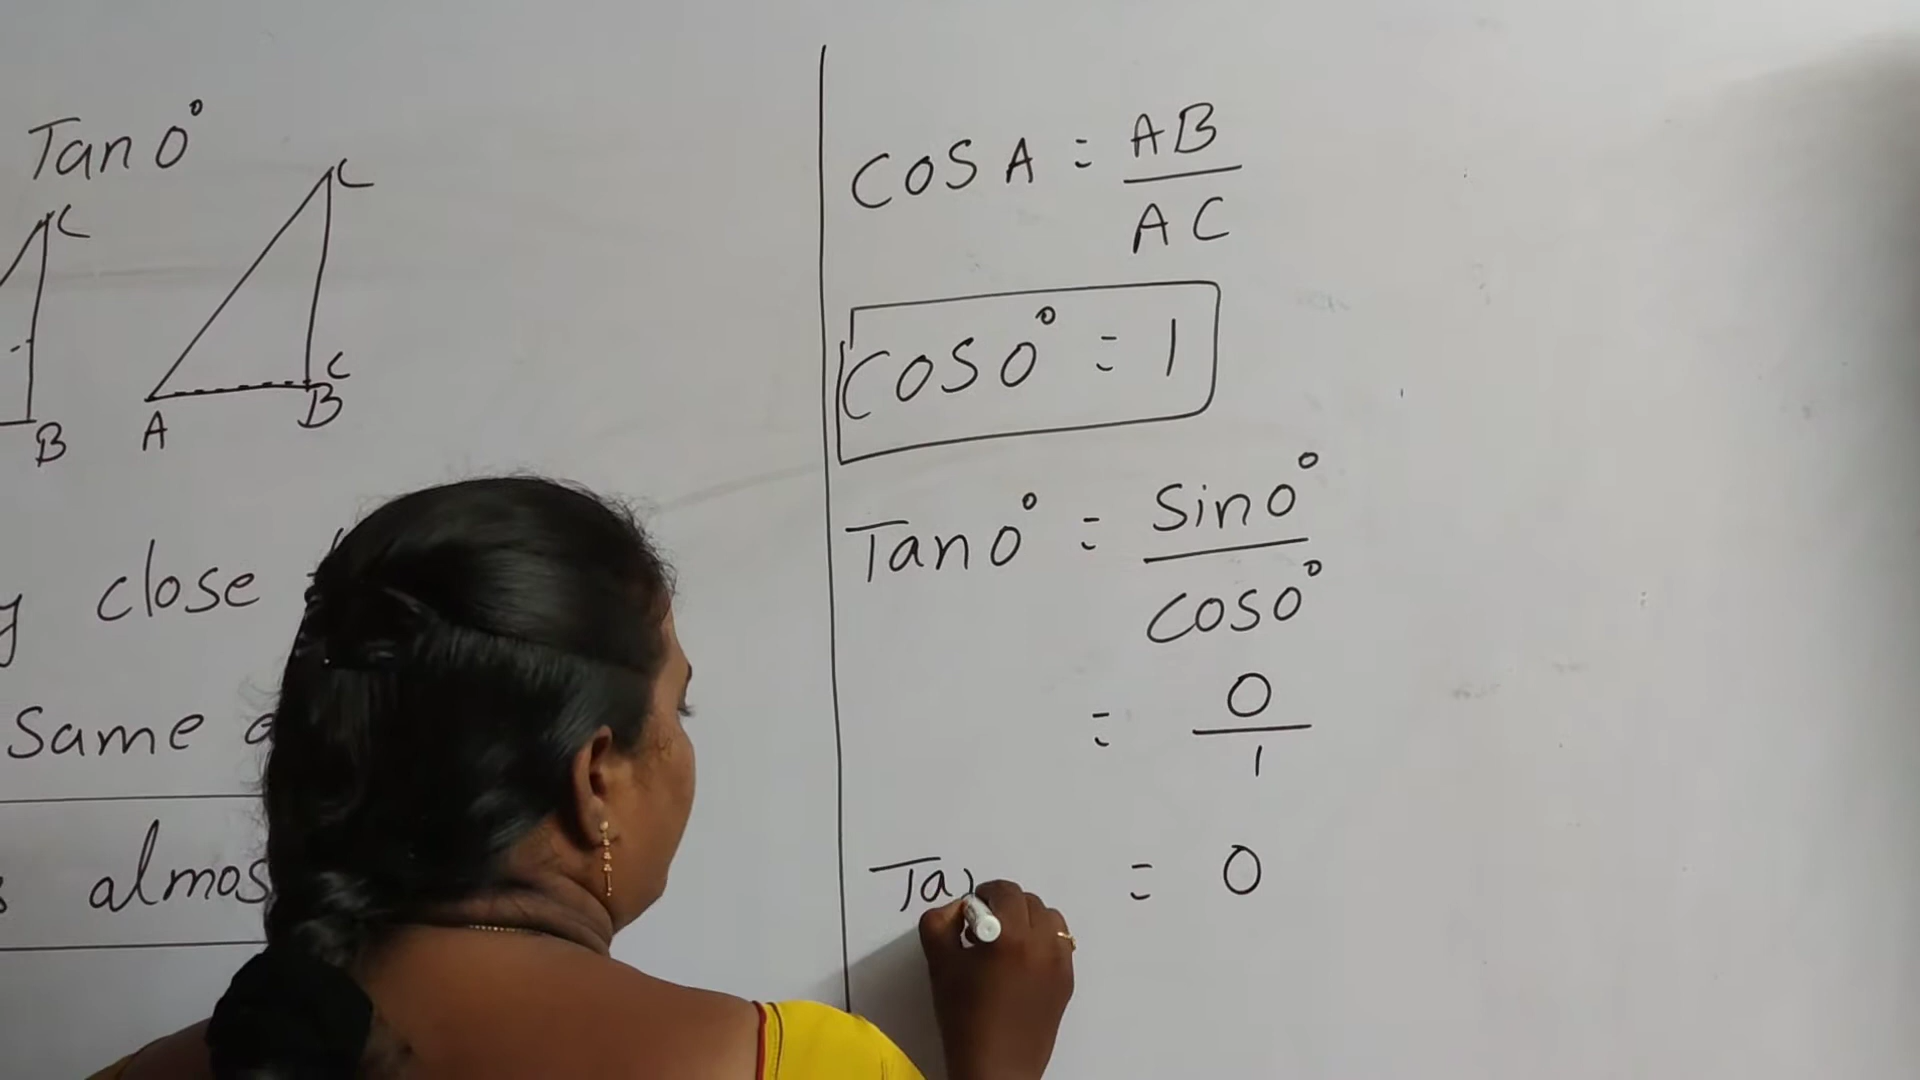 Tan 0°
C
C
C
B
A
B
close
same
almos
COS A = AB
AC
COS 0° = 1
Tan 0° = Sin 0°
COS 0°
= 0
1
Tan = 0